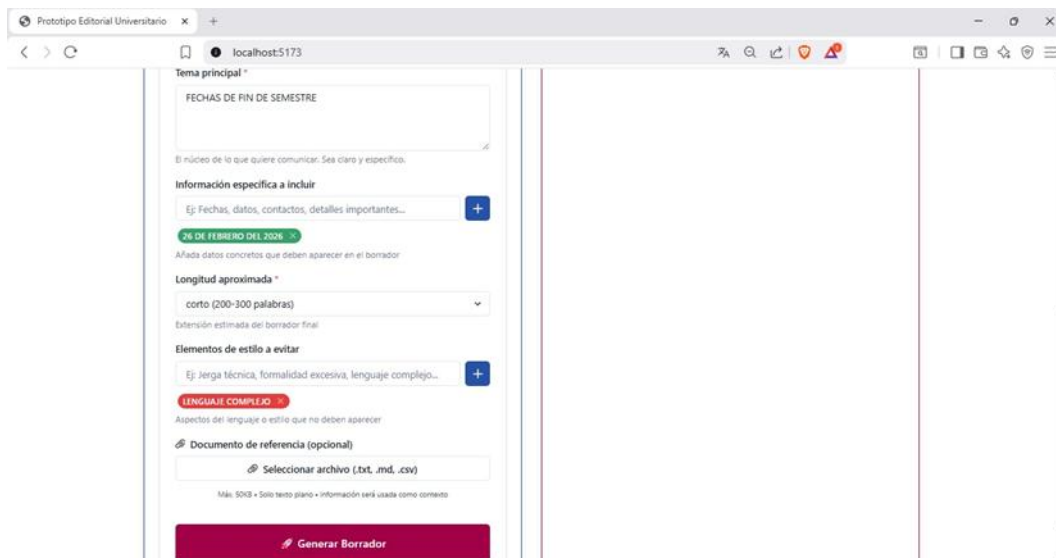 Prototipo Editorial Universitario
localhost:5173
Tema principal *
FECHAS DE FIN DE SEMESTRE
El núcleo de lo que quiere comunicar. Sea claro y específico.
Información específica a incluir
Ej: Fechas, datos, contactos, detalles importantes...
+
26 DE FEBRERO DEL 2026 ×
Añada datos concretos que deben aparecer en el borrador
Longitud aproximada *
corto (200-300 palabras)
Extensión estimada del borrador final
Elementos de estilo a evitar
Ej: Jerga técnica, formalidad excesiva, lenguaje complejo...
+
LENGUAJE COMPLEJO ×
Aspectos del lenguaje o estilo que no deben aparecer
Documento de referencia (opcional)
Seleccionar archivo (.txt, .md, .csv)
Máx. 50KB • Solo texto plano • Información será usada como contexto
Generar Borrador